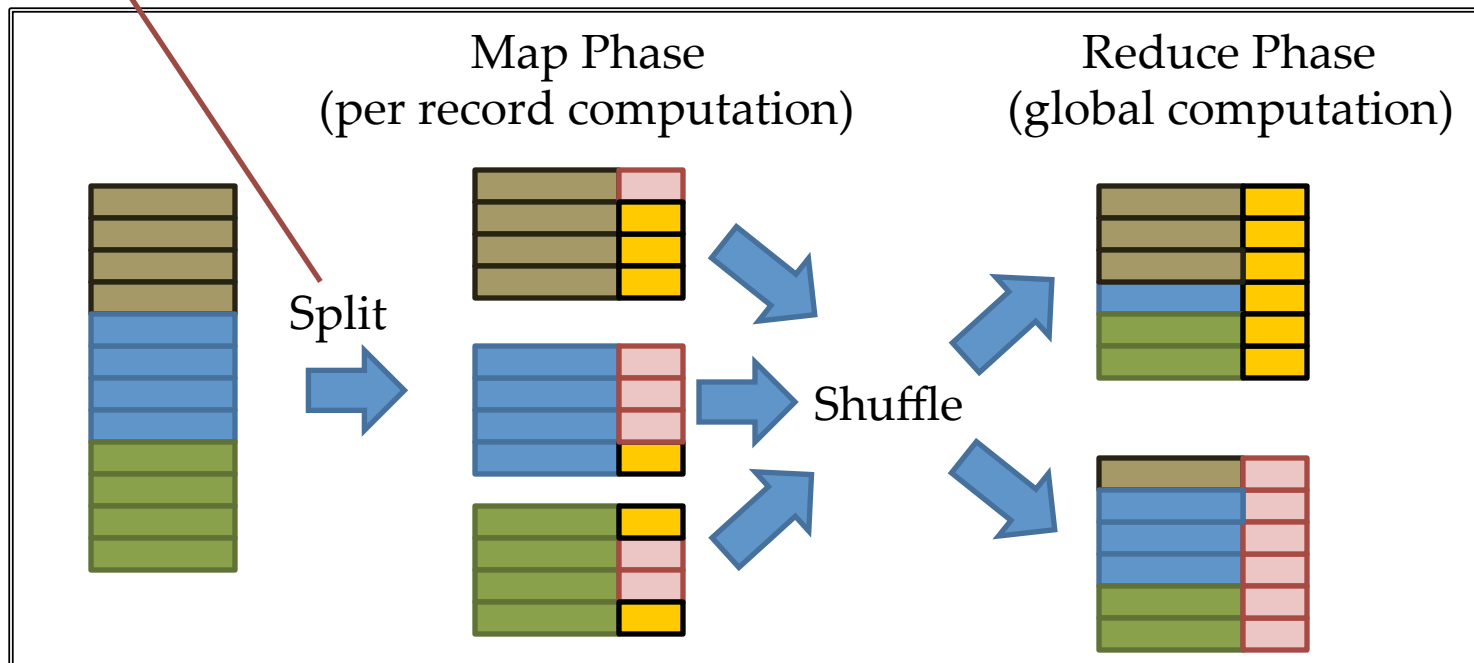 Map Phase
(per record computation)
Reduce Phase
(global computation)
Split
Shuffle